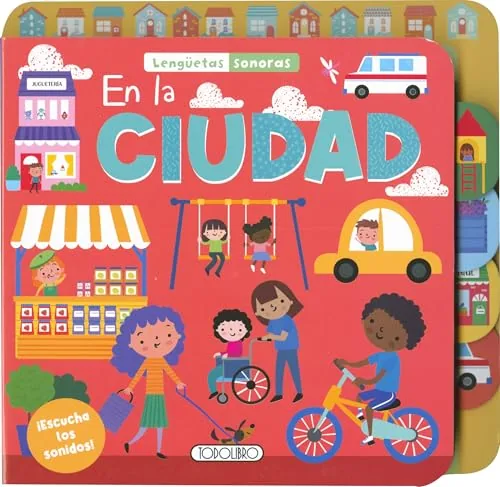 Lengüetas sonoras
JUGUETERÍA
En la
CIUDAD
¡Escucha
los
sonidos!
TODOLIBRO